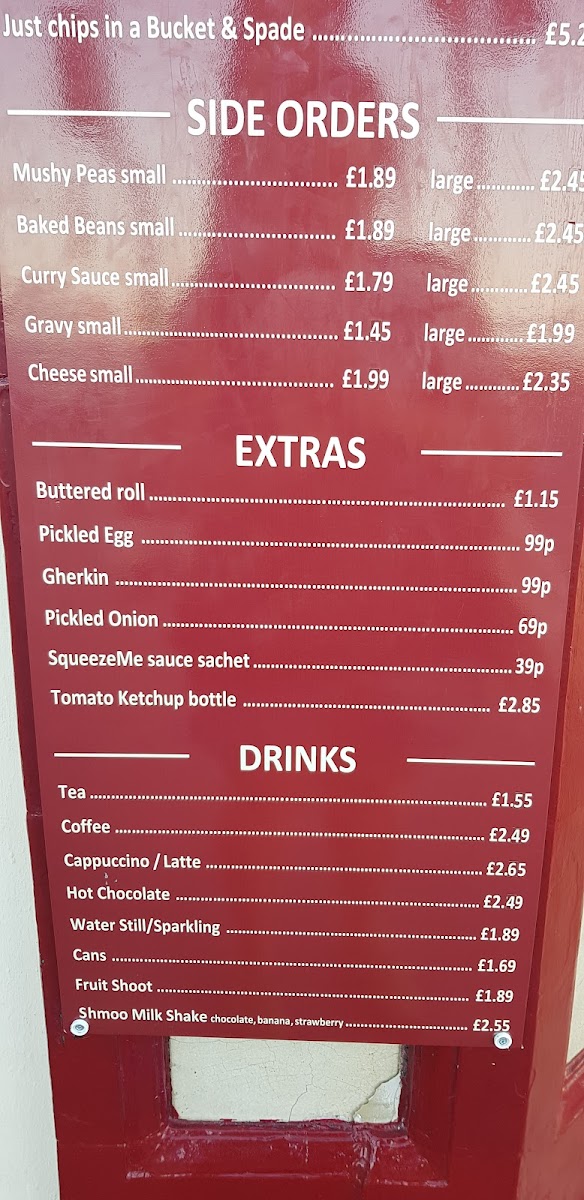 Just chips in a Bucket & Spade .......................................... £5.2
SIDE ORDERS
Mushy Peas small ................................ £1.89 large ............ £2.45
Baked Beans small .............................. £1.89 large ............ £2.45
Curry Sauce small ............................... £1.79 large ............ £2.45
Gravy small ......................................... £1.45 large ............ £1.99
Cheese small ...................................... £1.99 large ............ £2.35
EXTRAS
Buttered roll ........................................................................ £1.15
Pickled Egg ............................................................................ 99p
Gherkin .................................................................................. 99p
Pickled Onion ......................................................................... 69p
SqueezeMe sauce sachet ....................................................... 39p
Tomato Ketchup bottle ....................................................... £2.85
DRINKS
Tea ...................................................................................... £1.55
Coffee ................................................................................. £2.49
Cappuccino / Latte .............................................................. £2.65
Hot Chocolate ..................................................................... £2.49
Water Still/Sparkling ........................................................... £1.89
Cans .................................................................................... £1.69
Fruit Shoot .......................................................................... £1.89
Shmoo Milk Shake chocolate, banana, strawberry .............................. £2.55